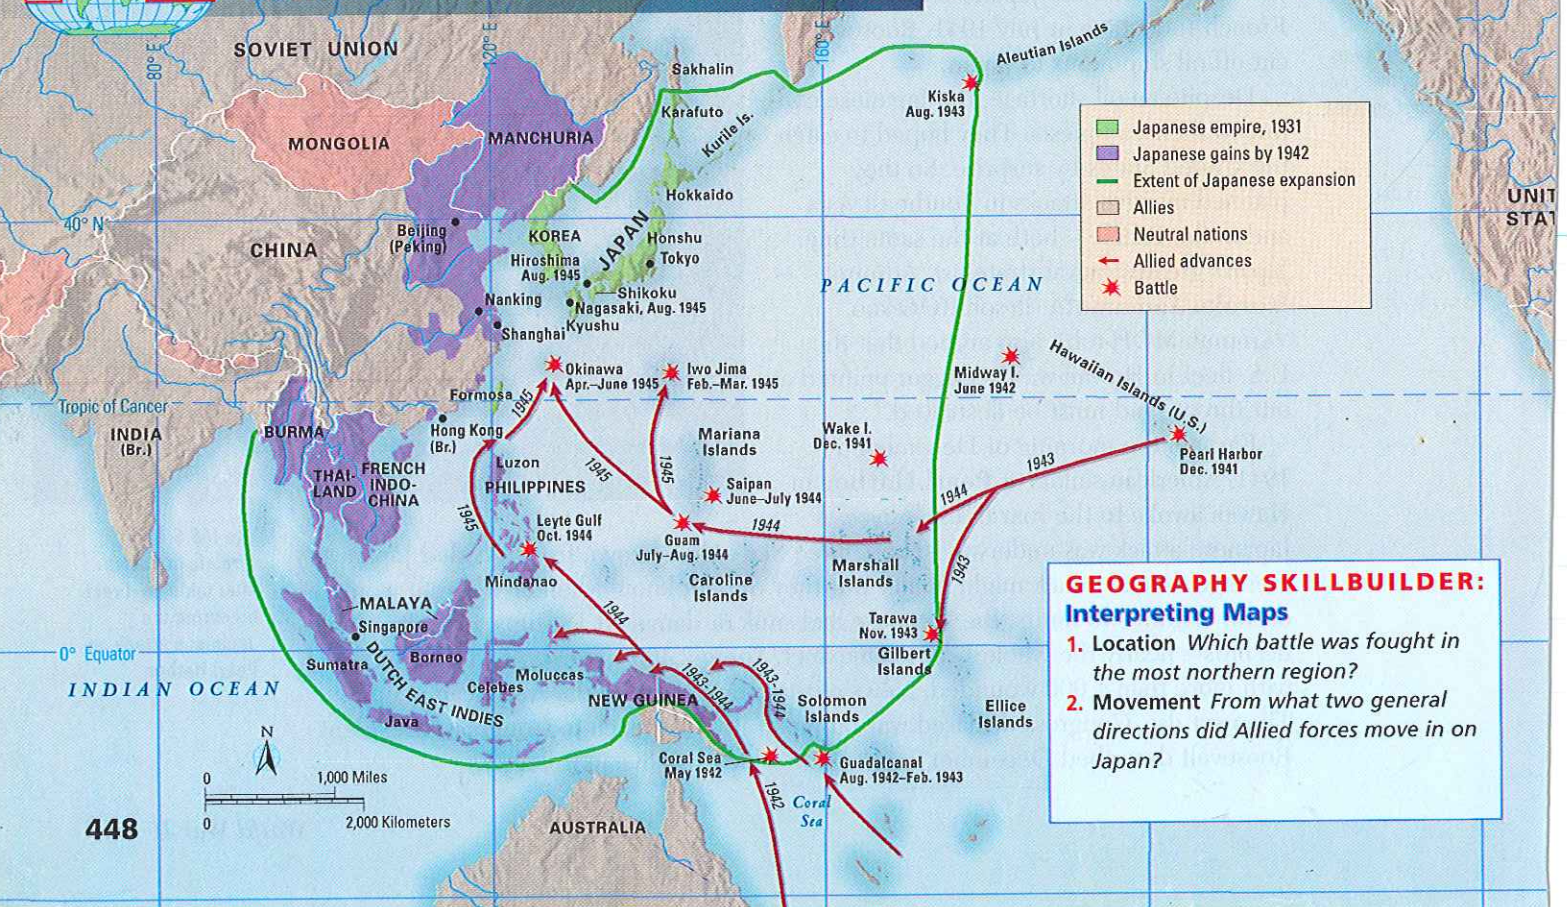 SOVIET UNION
80° E
120° E
160° E
Aleutian Islands
Sakhalin
Kiska
Aug. 1943
Karafuto
Kurile Is.
MONGOLIA
MANCHURIA
Hokkaido
40° N
Beijing
(Peking)
CHINA
KOREA
JAPAN
Honshu
Tokyo
Hiroshima
Aug. 1945
Shikoku
Nagasaki, Aug. 1945
Kyushu
Nanking
Shanghai
PACIFIC OCEAN
Japanese empire, 1931
Japanese gains by 1942
Extent of Japanese expansion
Allies
Neutral nations
Allied advances
Battle
UNIT
STAT
Okinawa
Apr.–June 1945
Iwo Jima
Feb.–Mar. 1945
Midway I.
June 1942
Hawaiian Islands (U.S.)
Pearl Harbor
Dec. 1941
Tropic of Cancer
Formosa
1945
INDIA
(Br.)
BURMA
Hong Kong
(Br.)
Mariana
Islands
Wake I.
Dec. 1941
THAI-
LAND
FRENCH
INDO-
CHINA
Luzon
PHILIPPINES
1945
1945
1945
Saipan
June–July 1944
1943
1944
1944
1943
Leyte Gulf
Oct. 1944
Guam
July–Aug. 1944
Mindanao
Caroline
Islands
Marshall
Islands
MALAYA
Singapore
1944
Tarawa
Nov. 1943
Gilbert
Islands
0° Equator
Sumatra
Borneo
DUTCH EAST INDIES
Celebes
Moluccas
INDIAN OCEAN
Java
NEW GUINEA
1943-1944
1943-1944
Solomon
Islands
Ellice
Islands
Coral Sea
May 1942
Guadalcanal
Aug. 1942–Feb. 1943
1942
Coral
Sea
AUSTRALIA
N
0 1,000 Miles
0 2,000 Kilometers
448
GEOGRAPHY SKILLBUILDER:
Interpreting Maps
1. Location Which battle was fought in
the most northern region?
2. Movement From what two general
directions did Allied forces move in on
Japan?